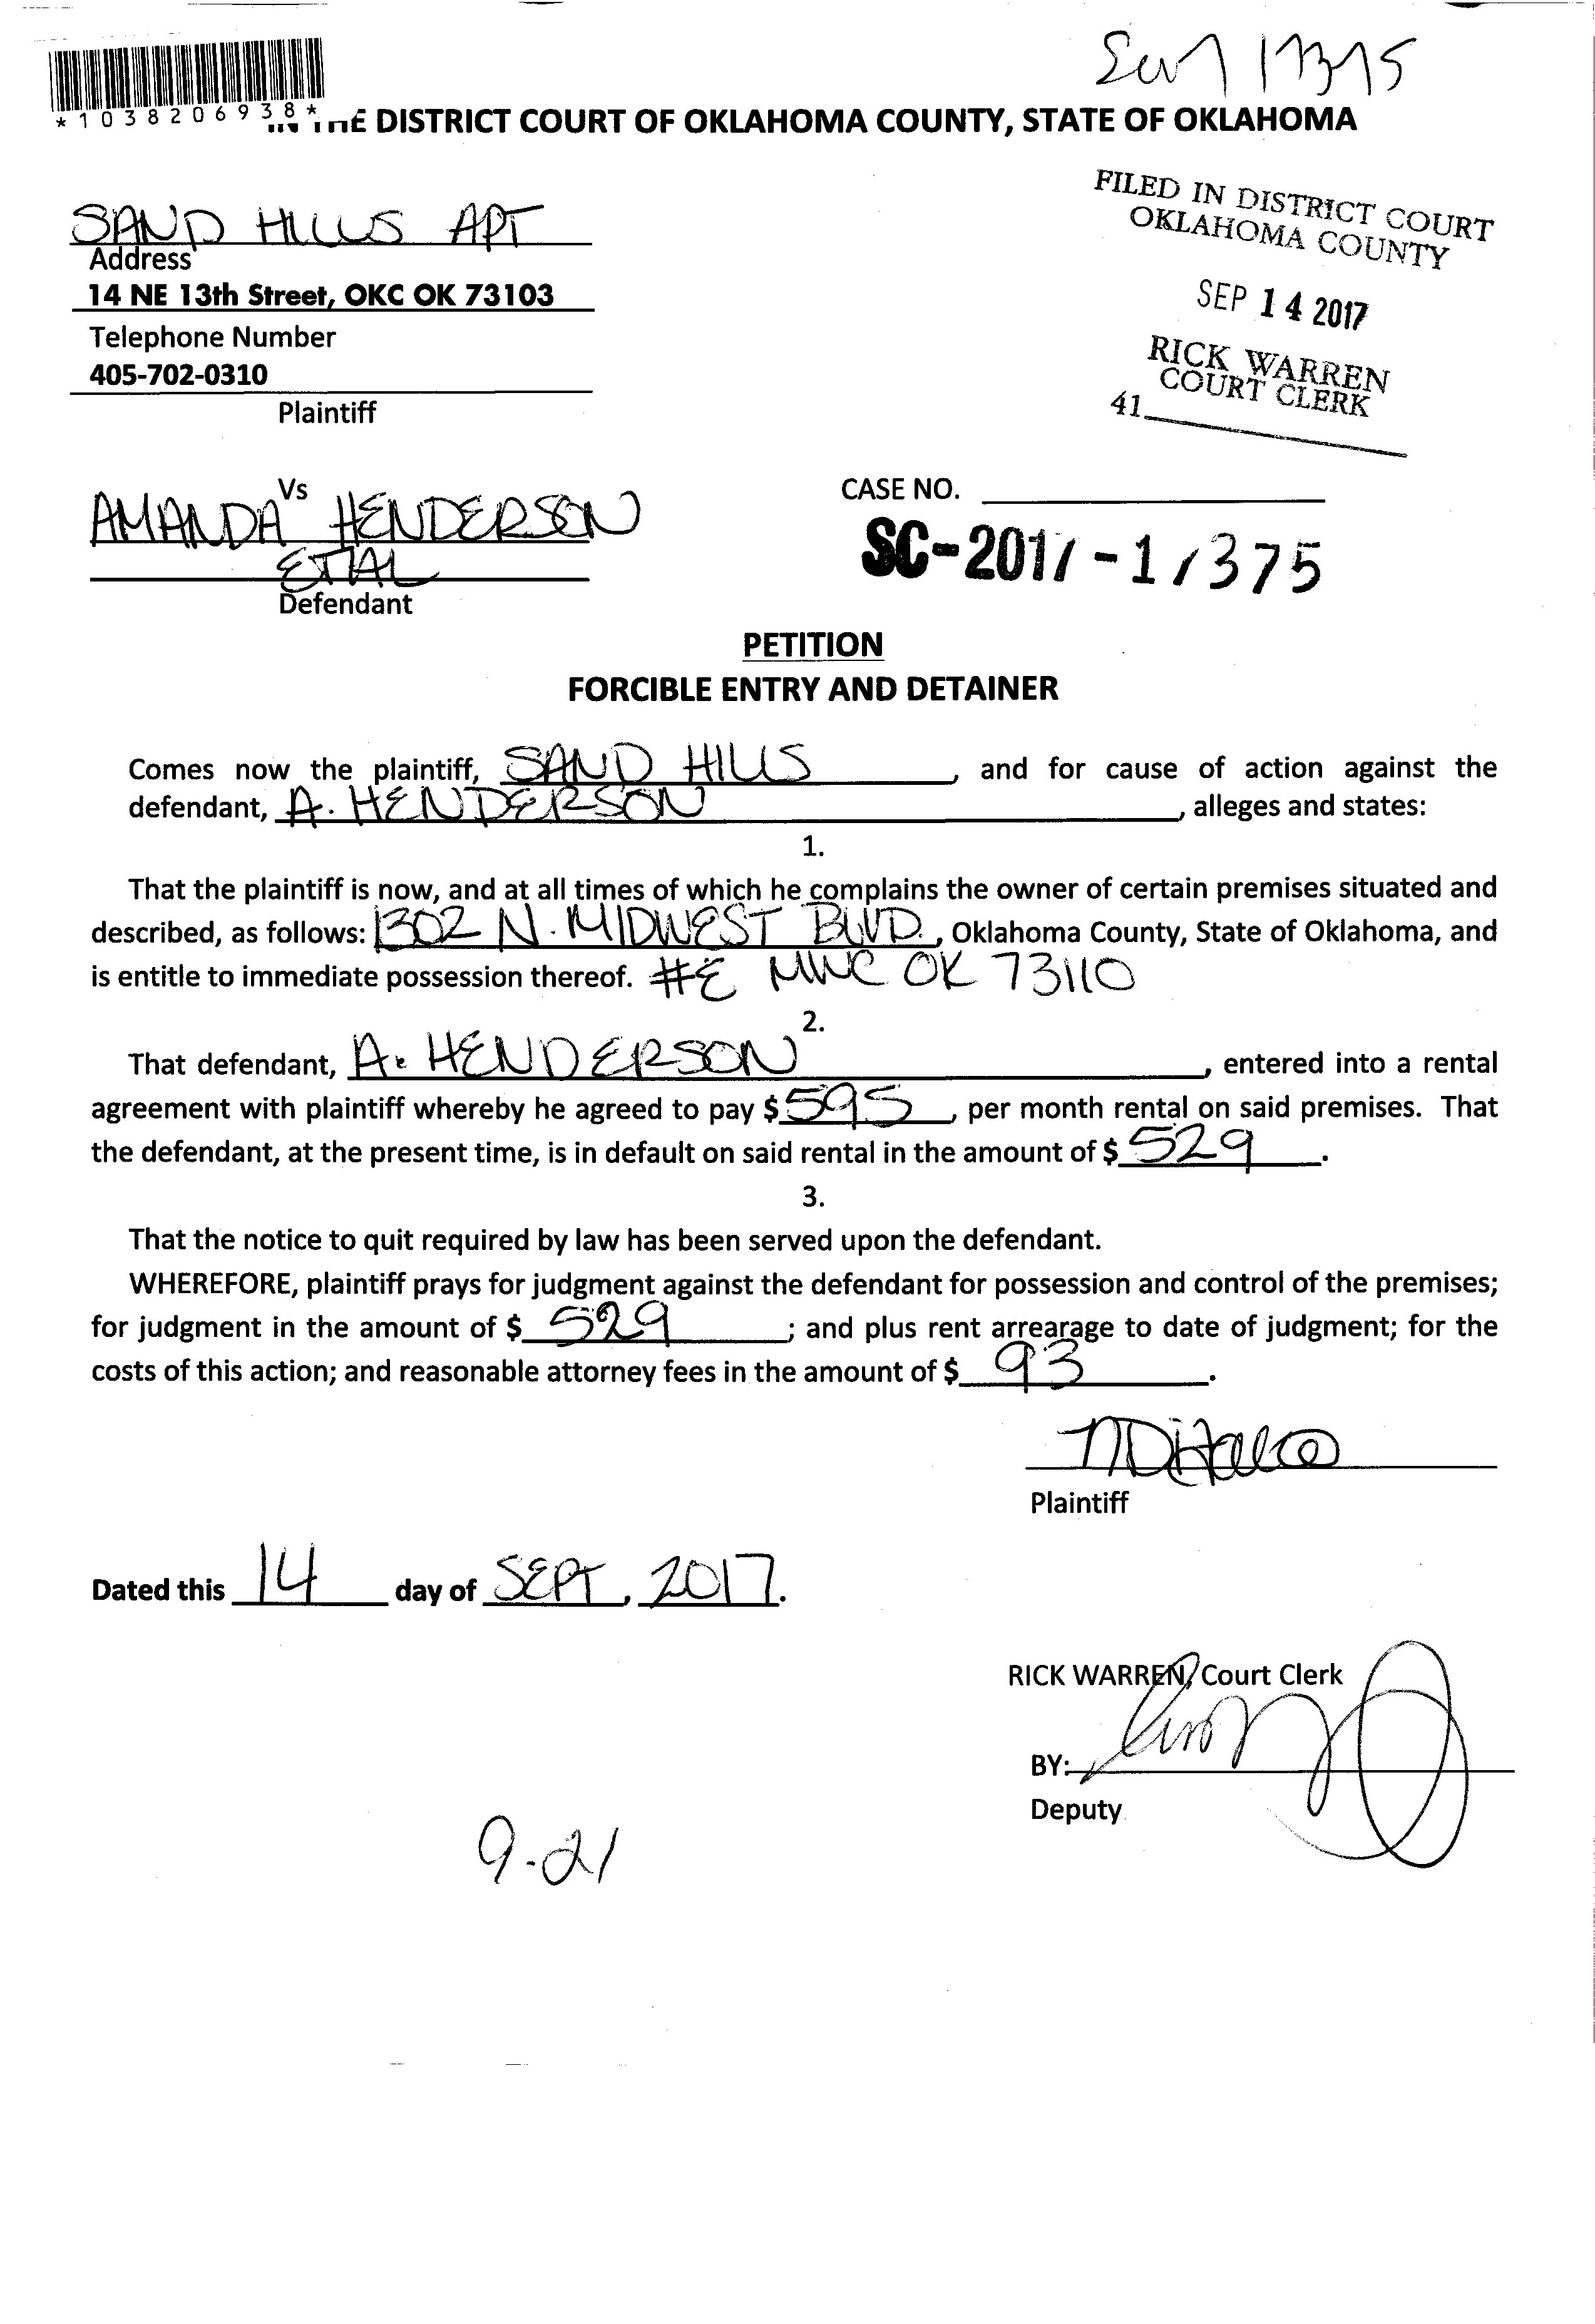 17375
*1038206938*
THE DISTRICT COURT OF OKLAHOMA COUNTY, STATE OF OKLAHOMA
FILED IN DISTRICT COURT
OKLAHOMA COUNTY
SEP 14 2017
RICK WARREN
COURT CLERK
41
SAND HILLS APT
Address
14 NE 13th Street, OKC OK 73103
Telephone Number
405-702-0310
Plaintiff
Vs
AMANDA HENDERSON
ETAL
Defendant
CASE NO.
SC-2017-17375
PETITION
FORCIBLE ENTRY AND DETAINER
Comes now the plaintiff, SAND HILLS, and for cause of action against the
defendant, A. HENDERSON, alleges and states:
1.
That the plaintiff is now, and at all times of which he complains the owner of certain premises situated and
described, as follows: 1302 N. MIDWEST BLVD., Oklahoma County, State of Oklahoma, and
is entitle to immediate possession thereof. #E MWC OK 73110
2.
That defendant, A. HENDERSON, entered into a rental
agreement with plaintiff whereby he agreed to pay $595, per month rental on said premises. That
the defendant, at the present time, is in default on said rental in the amount of $529.
3.
That the notice to quit required by law has been served upon the defendant.
WHEREFORE, plaintiff prays for judgment against the defendant for possession and control of the premises;
for judgment in the amount of $529; and plus rent arrearage to date of judgment; for the
costs of this action; and reasonable attorney fees in the amount of $93.
Plaintiff
Dated this 14 day of SEPT, 2017.
RICK WARREN, Court Clerk
BY:
Deputy
9-21